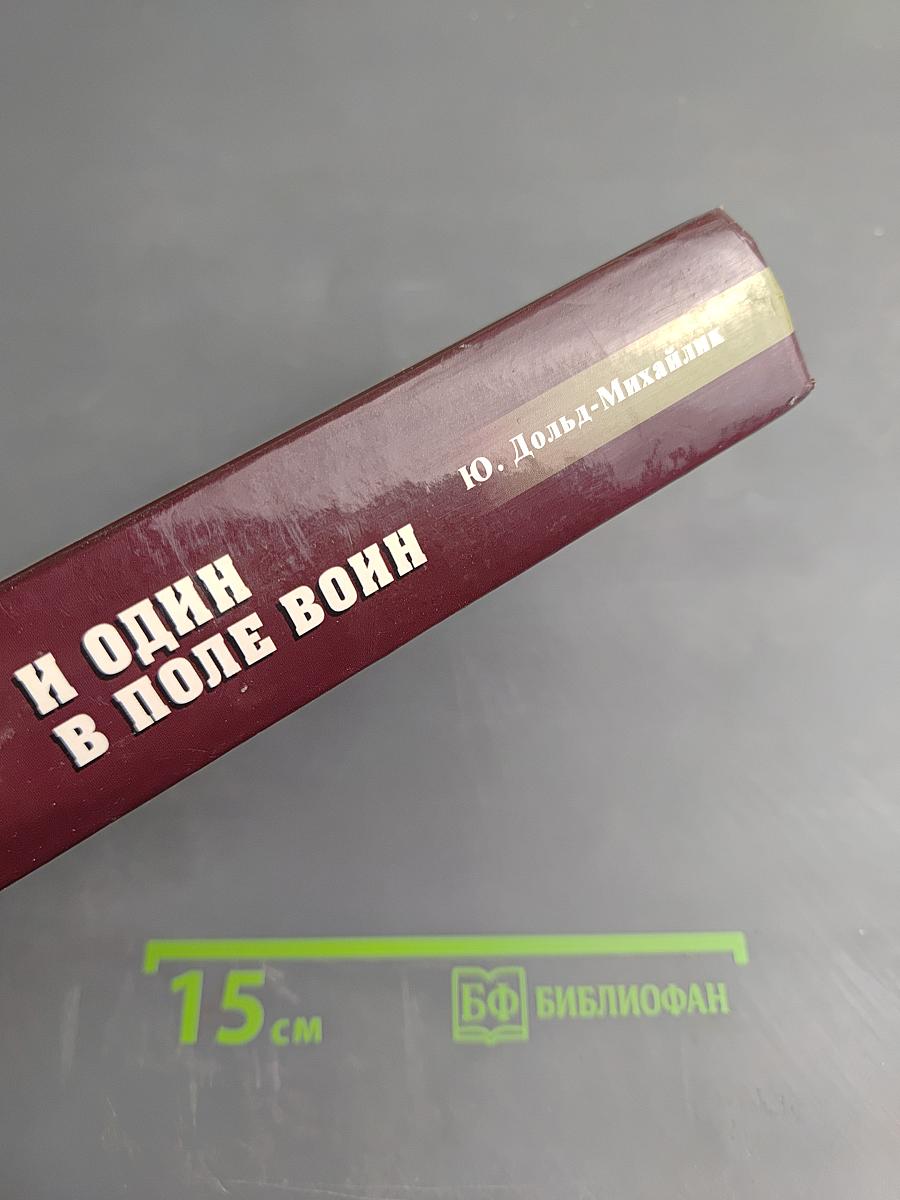 Ю. Дольд-Михайлик
И ОДИН
В ПОЛЕ ВОИН
15 см
БФ БИБЛИОФАН